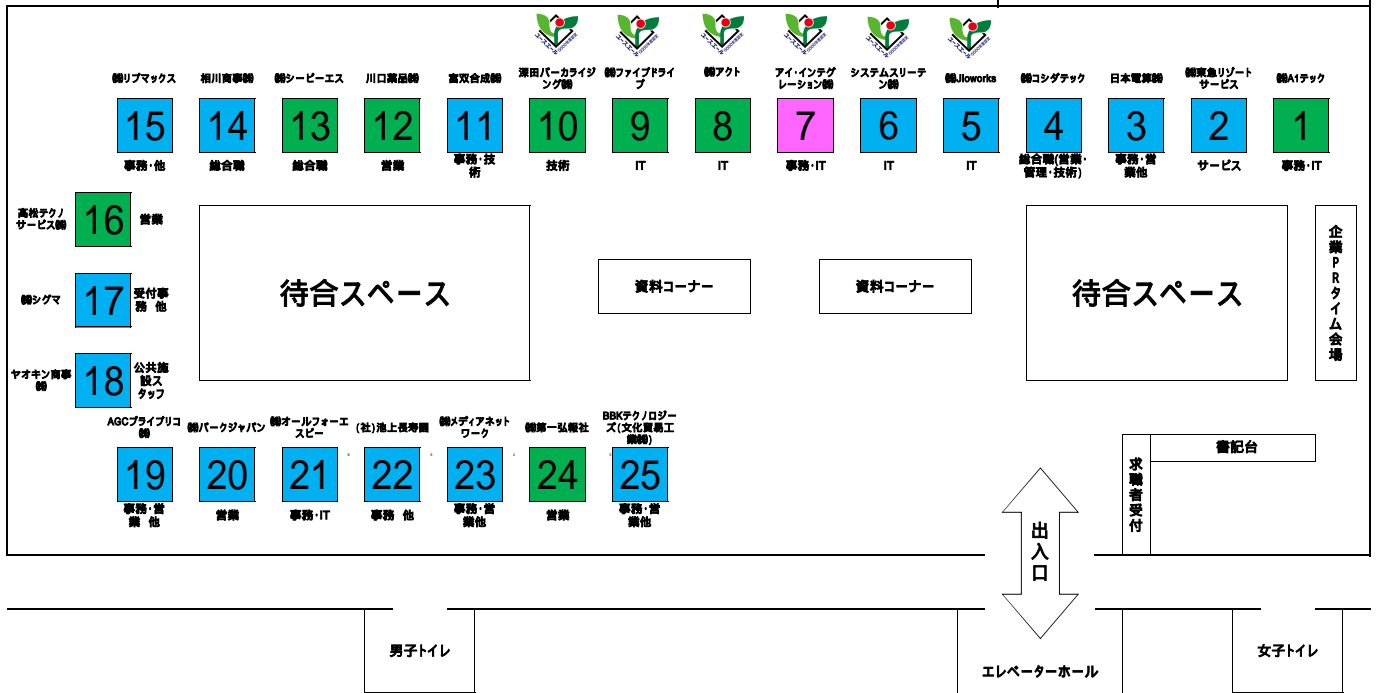 ㈱リブマックス
相川商事㈱
㈱シービーエス
川口薬品㈱
富双合成㈱
深田パーカライジ
ング㈱
㈱ファイブドライ
ブ
㈱アクト
アイ・インテグ
レーション㈱
システムスリーテ
ン㈱
㈱Jioworks
㈱コシダテック
日本電算㈱
㈱東急リゾート
サービス
㈱A1テック
15
14
13
12
11
10
9
8
7
6
5
4
3
2
1
事務・他
総合職
総合職
営業
事務・技
術
技術
IT
IT
事務・IT
IT
IT
総合職(営業・
管理・技術)
事務・営
業他
サービス
事務・IT
高松テクノ
サービス㈱
16
営業
㈱シグマ
17
受付事
務 他
ヤオキン商事
㈱
18
公共施
設ス
タッフ
待合スペース
資料コーナー
資料コーナー
待合スペース
企業PRタイム会場
AGCプライブリコ
㈱
㈱パークジャパン
㈱オールフォーエ
スピー
(社)池上長寿園
㈱メディアネット
ワーク
㈱第一弘報社
BBKテクノロジー
ズ(文化貿易工
業㈱)
19
20
21
22
23
24
25
事務・営
業 他
営業
事務・IT
事務 他
事務・営
業他
営業
事務・営
業他
書記台
求職者受付
出入口
男子トイレ
エレベーターホール
女子トイレ